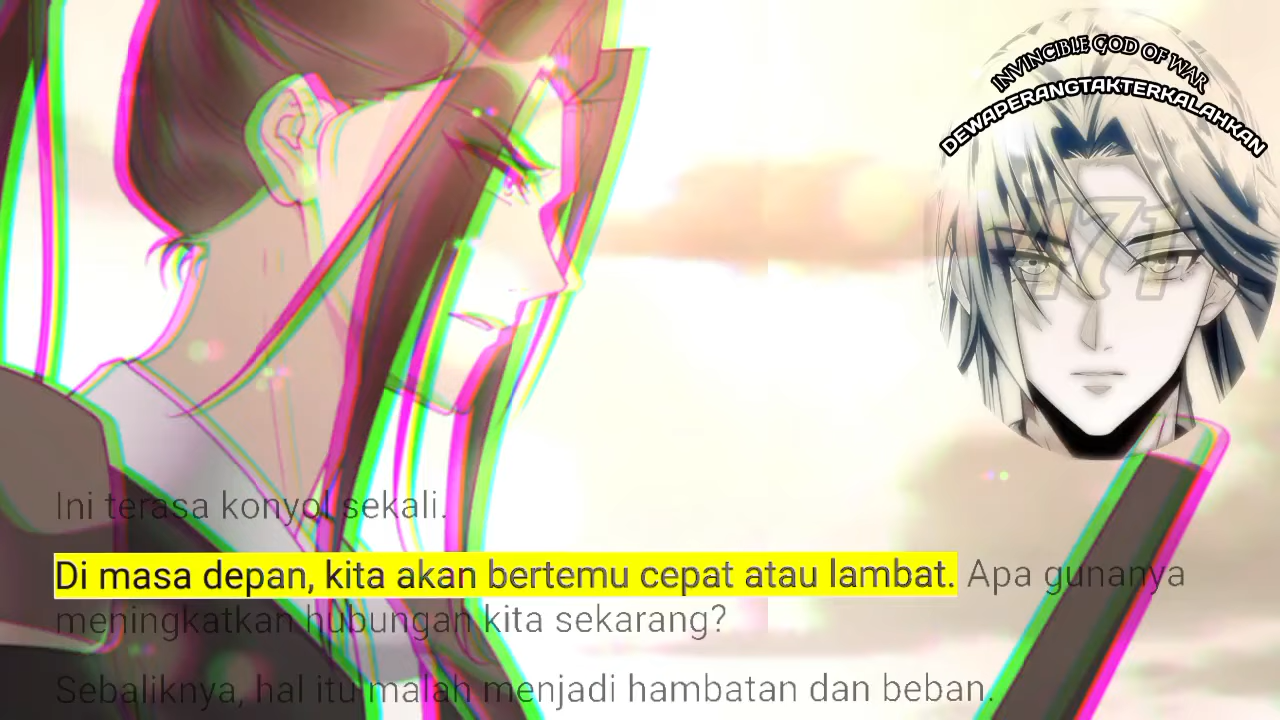 INVINCIBLE GOD OF WAR
DEWAPERANGTAKTERKALAHKAN
171
Ini terasa konyol sekali.
Di masa depan, kita akan bertemu cepat atau lambat. Apa gunanya
meningkatkan hubungan kita sekarang?
Sebaliknya, hal itu malah menjadi hambatan dan beban.